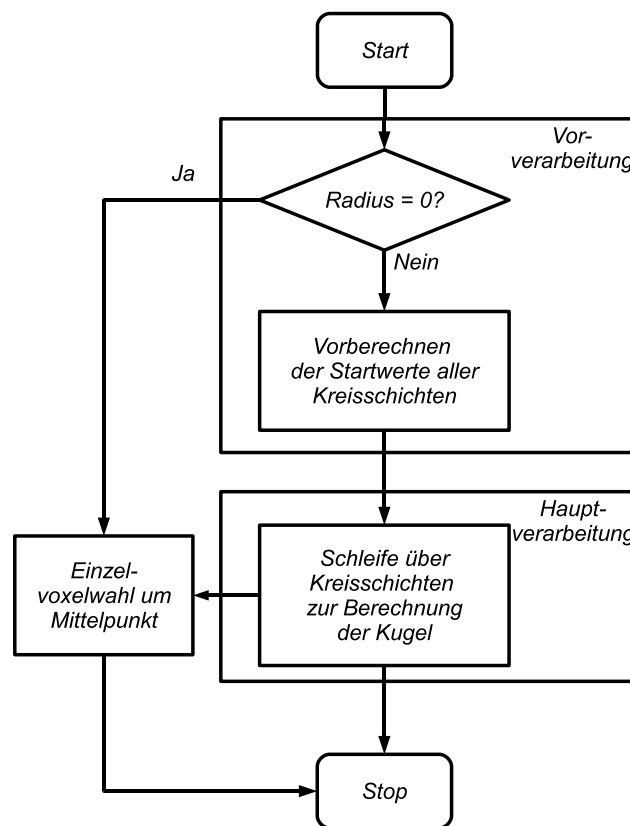 Start
Vor-
verarbeitung
Ja
Radius = 0?
Nein
Vorberechnen
der Startwerte aller
Kreisschichten
Haupt-
verarbeitung
Einzel-
voxelwahl um
Mittelpunkt
Schleife über
Kreisschichten
zur Berechnung
der Kugel
Stop